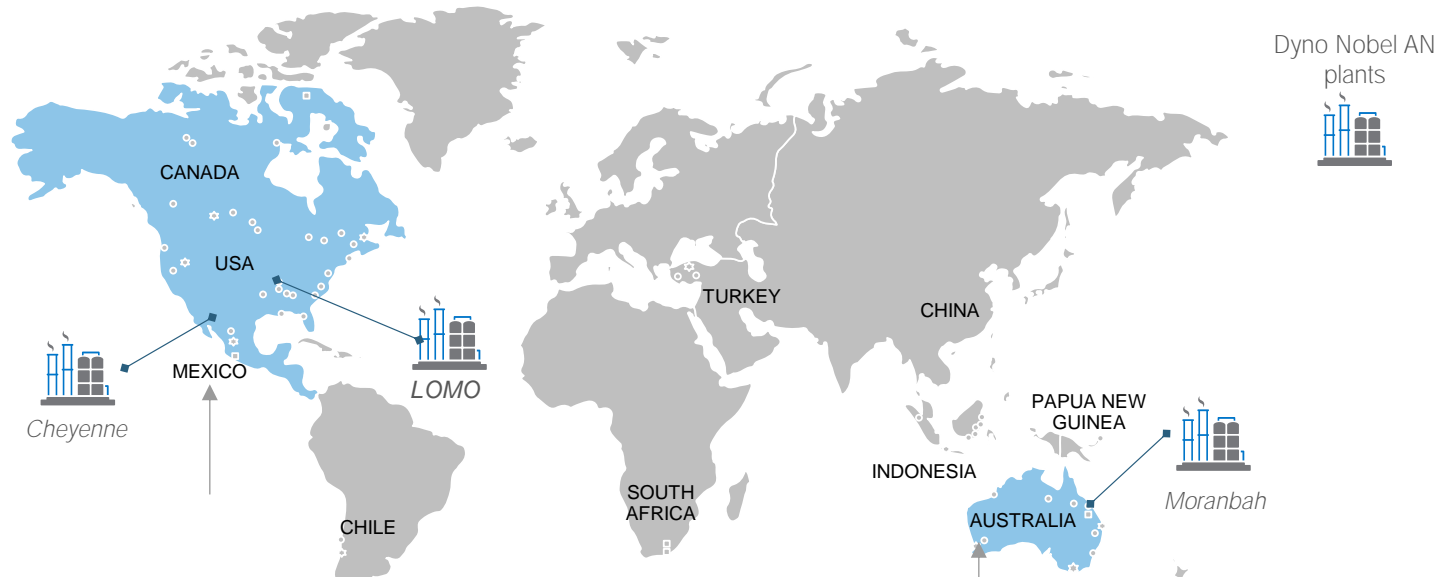 Dyno Nobel AN
plants
CANADA
USA
TURKEY
CHINA
MEXICO
LOMO
Cheyenne
PAPUA NEW
GUINEA
INDONESIA
SOUTH
AFRICA
Moranbah
CHILE
AUSTRALIA